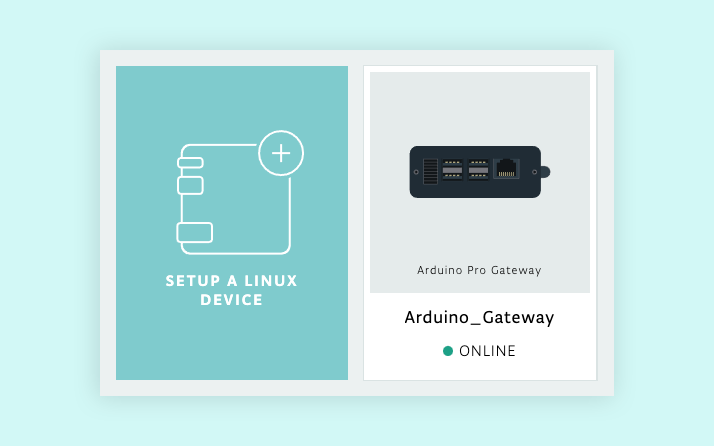 SETUP A LINUX
DEVICE
Arduino Pro Gateway
Arduino_Gateway
ONLINE